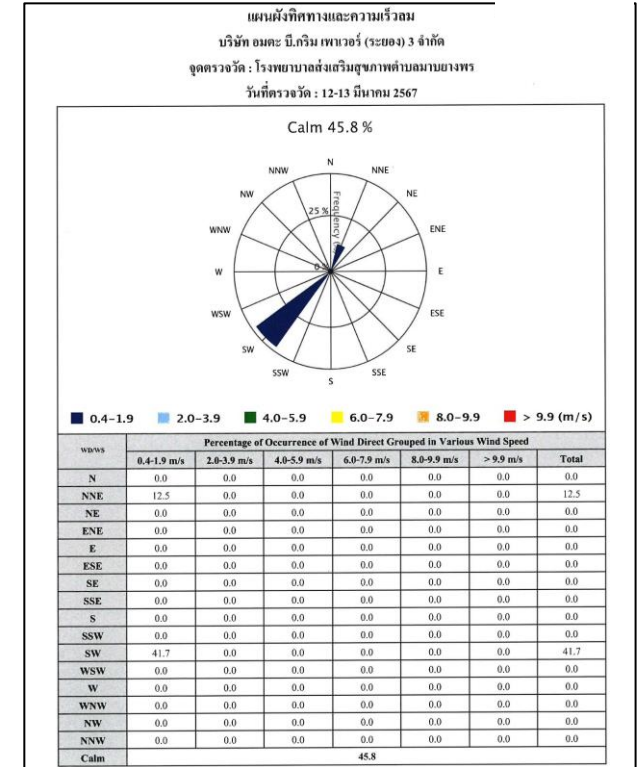 แผนผังทิศทางและความเร็วลม
บริษัท อมตะ บี.กริม เพาเวอร์ (ระยอง) 3 จำกัด
จุดตรวจวัด : โรงพยาบาลส่งเสริมสุขภาพตำบลมาบยางพร
วันที่ตรวจวัด : 12-13 มีนาคม 2567
Calm 45.8 %
N
NNW NNE
NW NE
25 %
Frequency
WNW ENE
0 %
W E
WSW ESE
SW SE
SSW SSE
S
0.4-1.9 2.0-3.9 4.0-5.9 6.0-7.9 8.0-9.9 > 9.9 (m/s)
WD/WS Percentage of Occurrence of Wind Direct Grouped in Various Wind Speed
0.4-1.9 m/s 2.0-3.9 m/s 4.0-5.9 m/s 6.0-7.9 m/s 8.0-9.9 m/s > 9.9 m/s Total
N 0.0 0.0 0.0 0.0 0.0 0.0 0.0
NNE 12.5 0.0 0.0 0.0 0.0 0.0 12.5
NE 0.0 0.0 0.0 0.0 0.0 0.0 0.0
ENE 0.0 0.0 0.0 0.0 0.0 0.0 0.0
E 0.0 0.0 0.0 0.0 0.0 0.0 0.0
ESE 0.0 0.0 0.0 0.0 0.0 0.0 0.0
SE 0.0 0.0 0.0 0.0 0.0 0.0 0.0
SSE 0.0 0.0 0.0 0.0 0.0 0.0 0.0
S 0.0 0.0 0.0 0.0 0.0 0.0 0.0
SSW 0.0 0.0 0.0 0.0 0.0 0.0 0.0
SW 41.7 0.0 0.0 0.0 0.0 0.0 41.7
WSW 0.0 0.0 0.0 0.0 0.0 0.0 0.0
W 0.0 0.0 0.0 0.0 0.0 0.0 0.0
WNW 0.0 0.0 0.0 0.0 0.0 0.0 0.0
NW 0.0 0.0 0.0 0.0 0.0 0.0 0.0
NNW 0.0 0.0 0.0 0.0 0.0 0.0 0.0
Calm 45.8